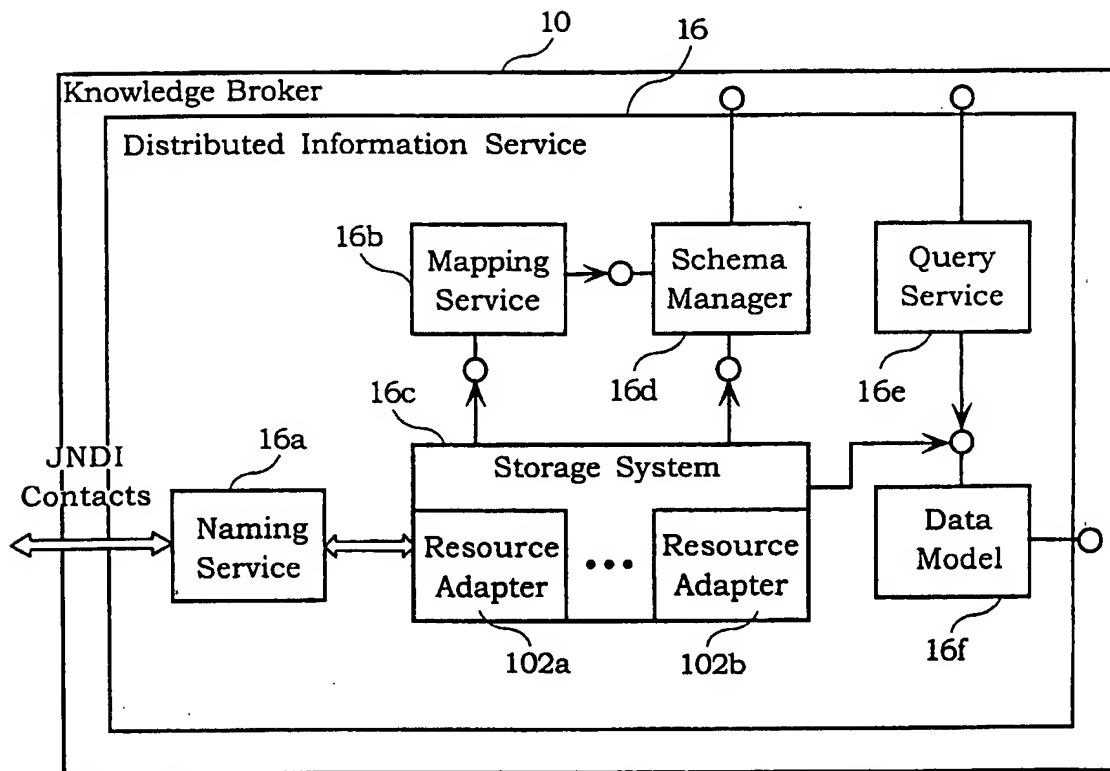 10
16
Knowledge Broker
Distributed Information Service
16b
Mapping
Service
Schema
Manager
Query
Service
16c
16d
16e
16a
JNDI
Contacts
Storage System
Naming
Service
Resource
Adapter
Resource
Adapter
Data
Model
102a
102b
16f